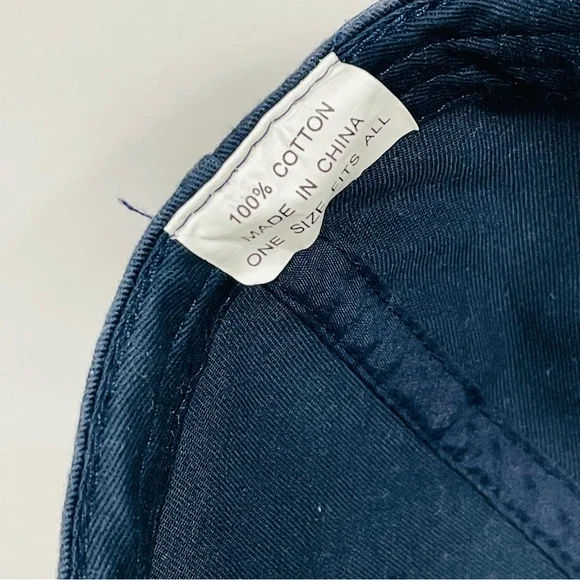 100% COTTON
MADE IN CHINA
ONE SIZE FITS ALL